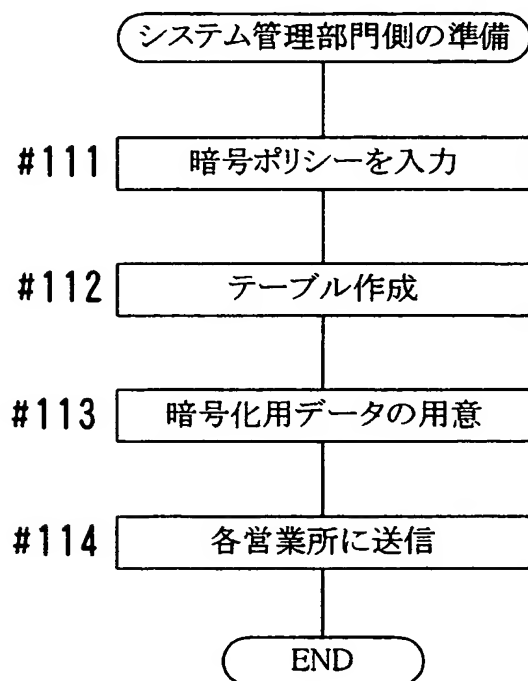 システム管理部門側の準備
#111 暗号ポリシーを入力
#112 テーブル作成
#113 暗号化用データの用意
#114 各営業所に送信
END